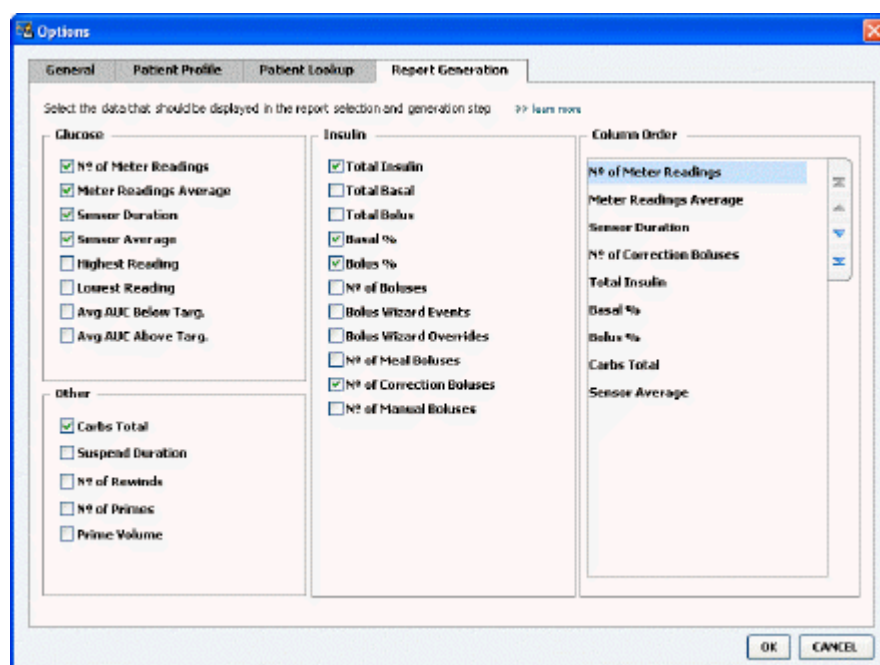 Options
General Patient Profile Patient Lookup Report Generation
Select the data that should be displayed in the report selection and generation step >> learn more
Glucose
Nº of Meter Readings
Meter Readings Average
Sensor Duration
Sensor Average
Highest Reading
Lowest Reading
Avg AUC Below Targ.
Avg AUC Above Targ.
Other
Carbs Total
Suspend Duration
Nº of Rewinds
Nº of Primes
Prime Volume
Insulin
Total Insulin
Total Basal
Total Bolus
Basal %
Bolus %
Nº of Boluses
Bolus Wizard Events
Bolus Wizard Overrides
Nº of Meal Boluses
Nº of Correction Boluses
Nº of Manual Boluses
Column Order
Nº of Meter Readings
Meter Readings Average
Sensor Duration
Nº of Correction Boluses
Total Insulin
Basal %
Bolus %
Carbs Total
Sensor Average
OK CANCEL